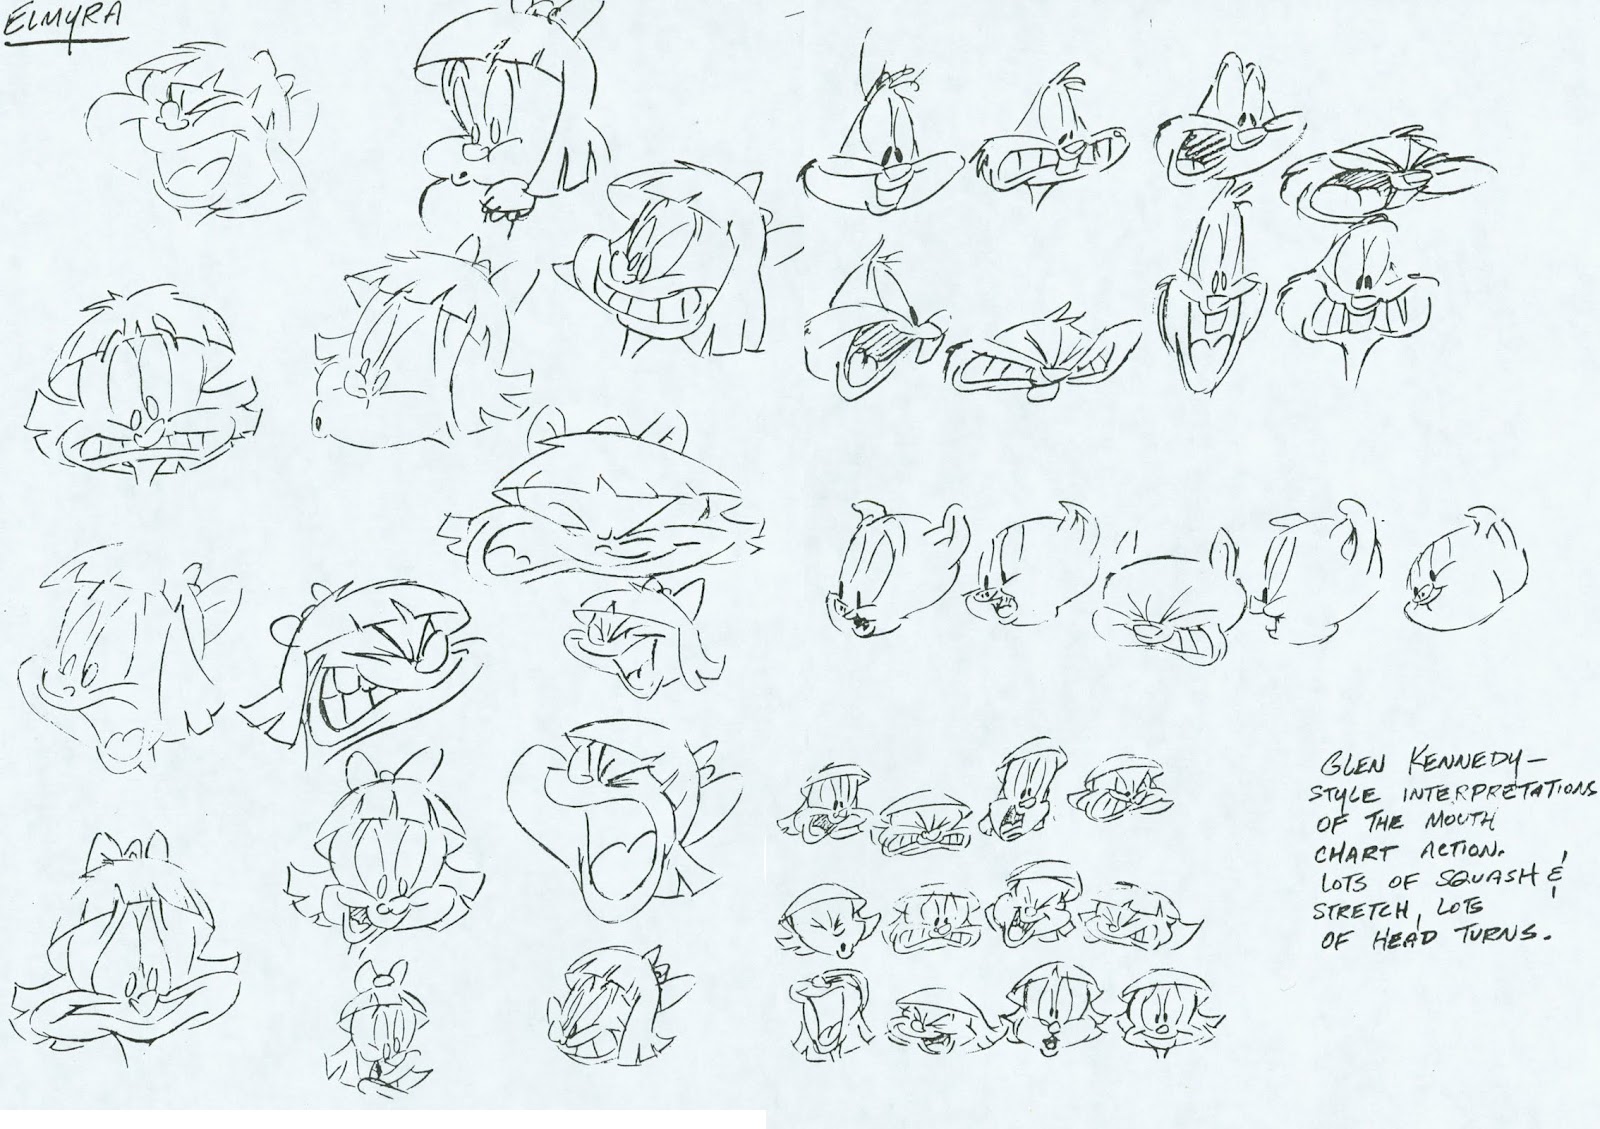 ELMYRA
GLEN KENNEDY—
STYLE INTERPRETATIONS
OF THE MOUTH
CHART ACTION.
LOTS OF SQUASH &
STRETCH, LOTS
OF HEAD TURNS.